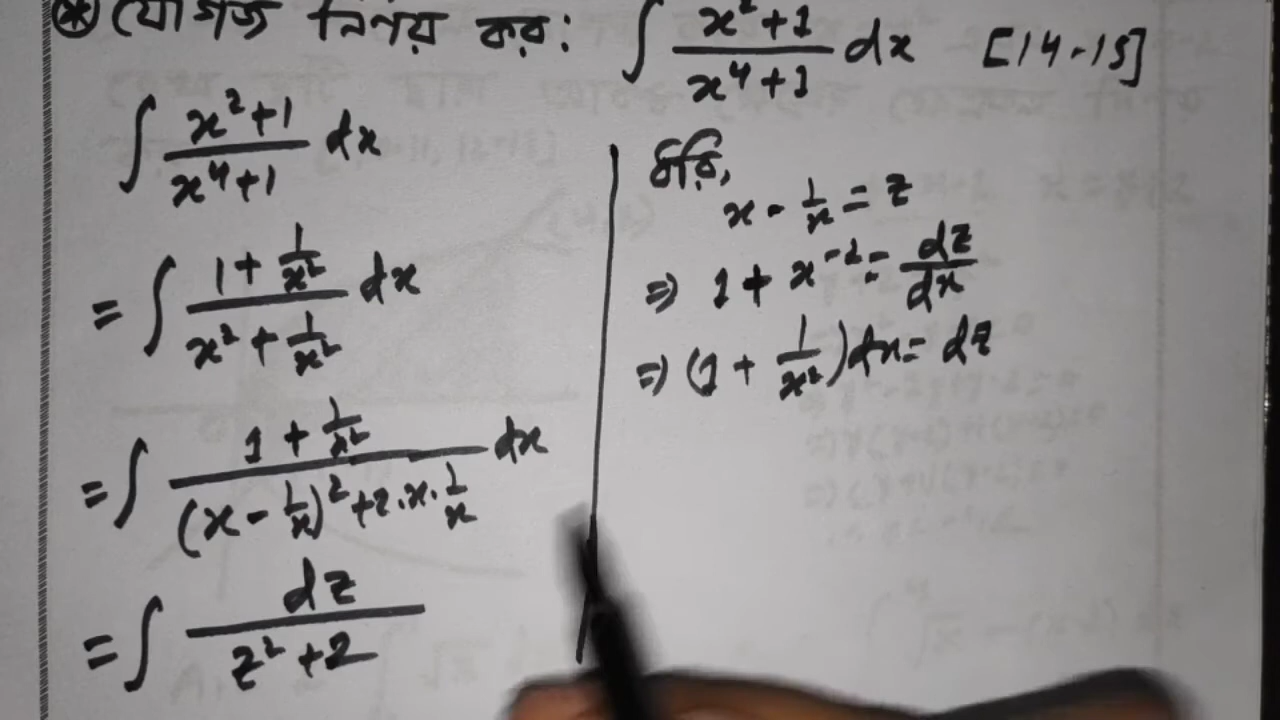 * যোগজ নির্ণয় কর: ∫ (x²+1)/(x⁴+1) dx [14-15]
∫ (x²+1)/(x⁴+1) dx
= ∫ (1 + 1/x²)/(x² + 1/x²) dx
= ∫ (1 + 1/x²)/((x - 1/x)² + 2·x·1/x) dx
= ∫ dz/(z² + 2)
ধরি,
x - 1/x = z
⇒ 1 + x⁻² = dz/dx
⇒ (1 + 1/x²)dx = dz